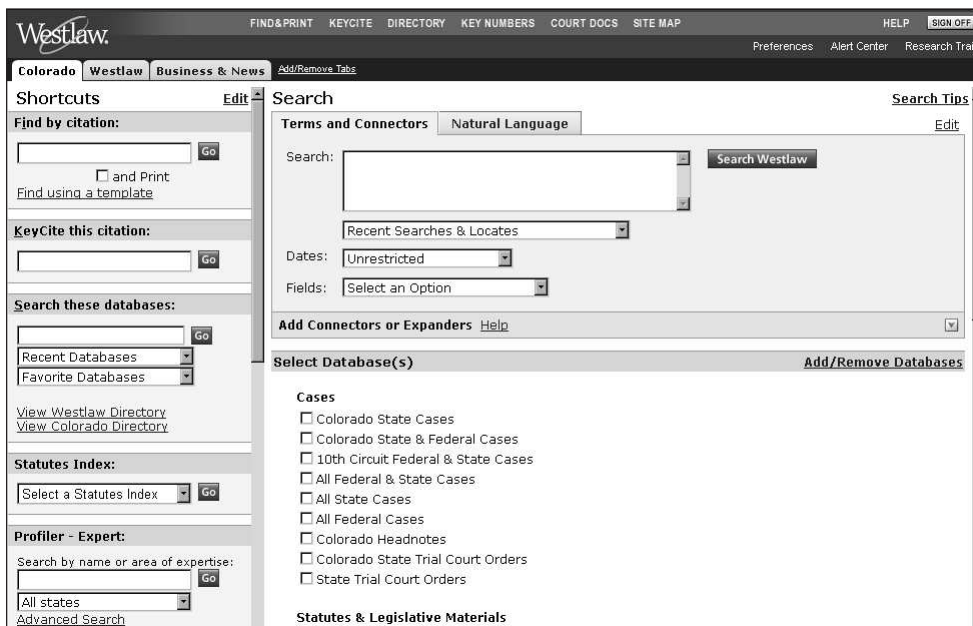 Westlaw.
FIND&PRINT KEYCITE DIRECTORY KEY NUMBERS COURT DOCS SITE MAP
HELP SIGN OFF
Preferences Alert Center Research Trai
Colorado Westlaw Business & News Add/Remove Tabs
Shortcuts Edit
Find by citation:
Go
and Print
Find using a template
KeyCite this citation:
Go
Search these databases:
Go
Recent Databases
Favorite Databases
View Westlaw Directory
View Colorado Directory
Statutes Index:
Select a Statutes Index Go
Profiler - Expert:
Search by name or area of expertise:
Go
All states
Advanced Search
Search
Search Tips
Terms and Connectors Natural Language
Edit
Search: Search Westlaw
Recent Searches & Locates
Dates: Unrestricted
Fields: Select an Option
Add Connectors or Expanders Help
Select Database(s) Add/Remove Databases
Cases
Colorado State Cases
Colorado State & Federal Cases
10th Circuit Federal & State Cases
All Federal & State Cases
All State Cases
All Federal Cases
Colorado Headnotes
Colorado State Trial Court Orders
State Trial Court Orders
Statutes & Legislative Materials